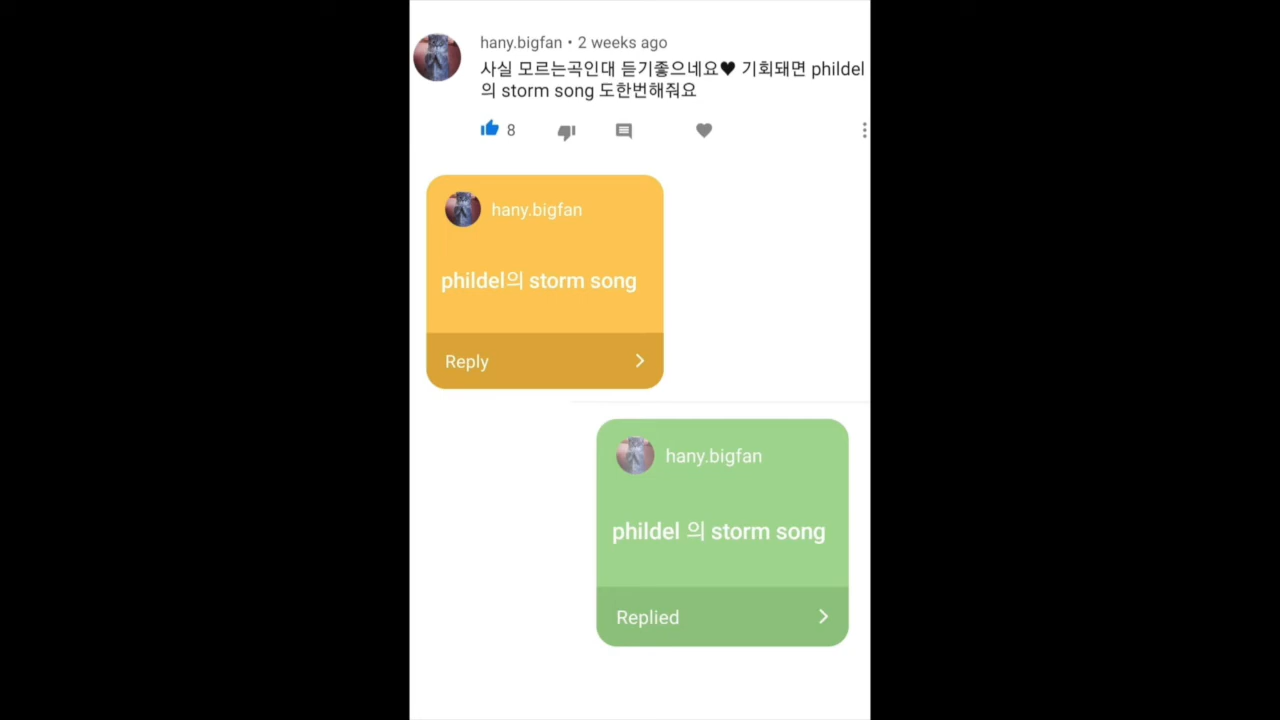 hany.bigfan • 2 weeks ago
사실 모르는곡인대 듣기좋으네요♥ 기회돼면 phildel
의 storm song 도한번해줘요
8
hany.bigfan
phildel의 storm song
Reply
hany.bigfan
phildel 의 storm song
Replied